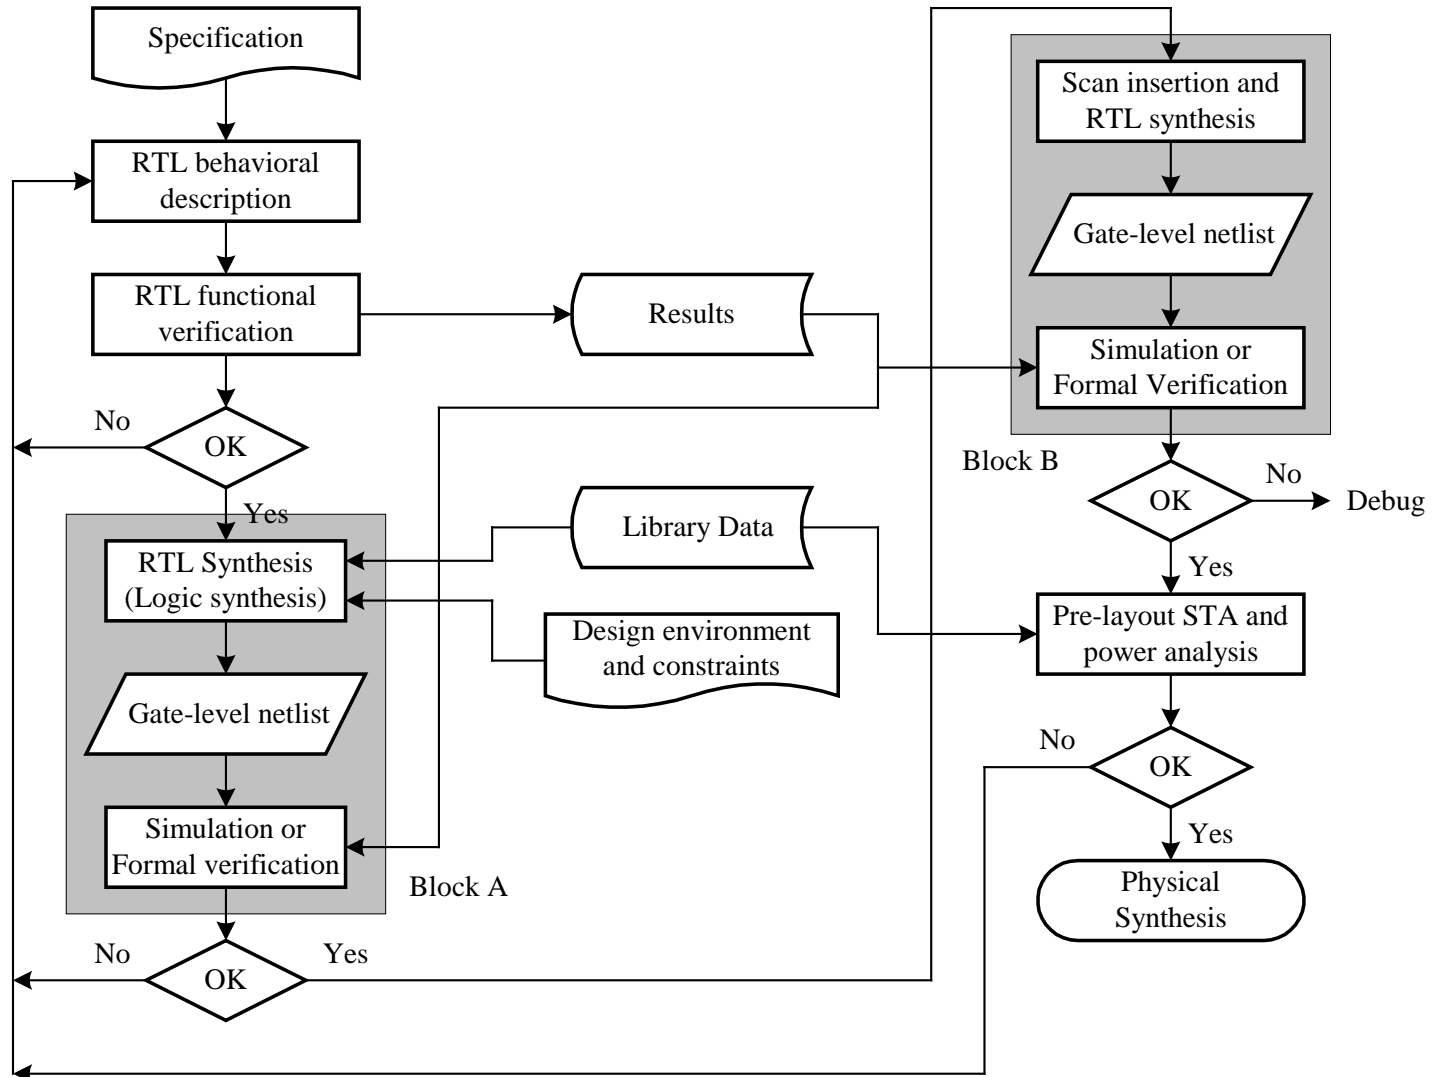 Specification
RTL behavioral
description
RTL functional
verification
No
OK
Yes
RTL Synthesis
(Logic synthesis)
Gate-level netlist
Simulation or
Formal verification
Block A
No
OK
Yes
Results
Library Data
Design environment
and constraints
Scan insertion and
RTL synthesis
Gate-level netlist
Simulation or
Formal Verification
Block B
OK
No
Debug
Yes
Pre-layout STA and
power analysis
No
OK
Yes
Physical
Synthesis